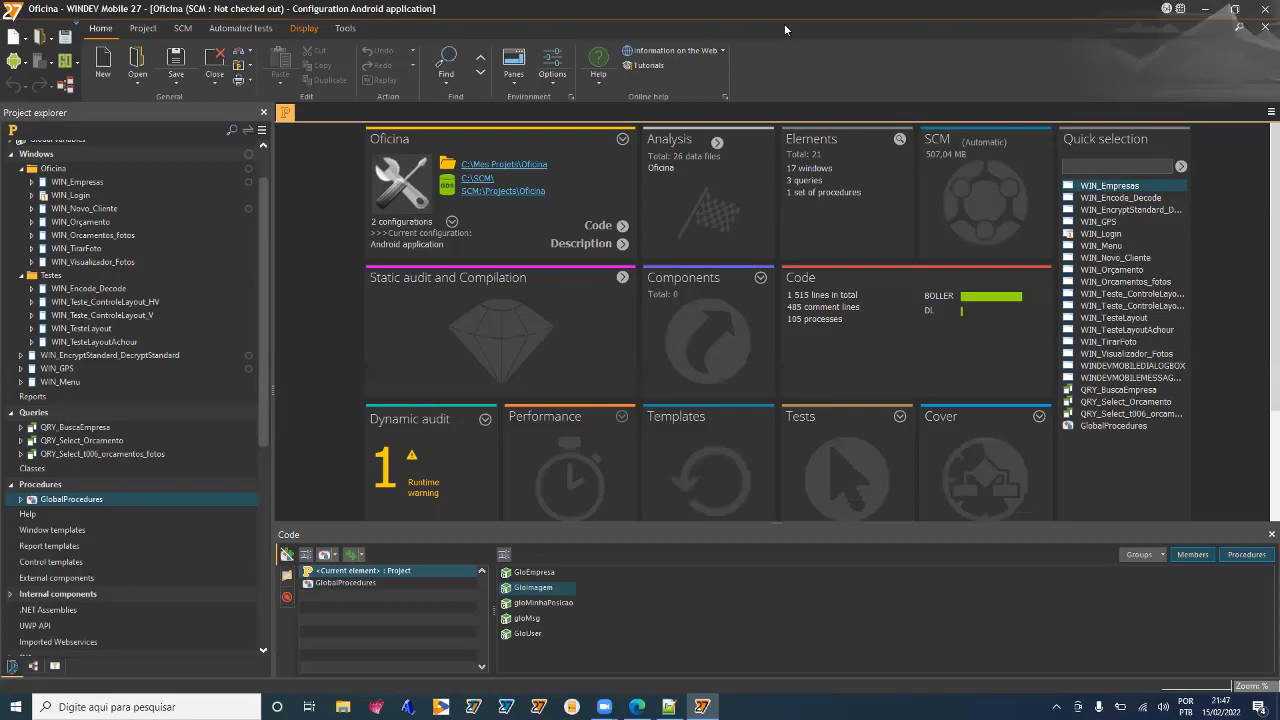 Oficina - WINDEV Mobile 27 - [Oficina (SCM : Not checked out) - Configuration Android application]
Home Project SCM Automated tests Display Tools
New Open Save Close
Paste Cut Copy Duplicate
Undo Redo Replay
Find Panes Options Help
Information on the Web
Tutorials
General Edit Action Find Environment Online help
Project explorer
Windows
Oficina
WIN_Empresas
WIN_Login
WIN_Novo_Cliente
WIN_Orçamento
WIN_Orcamentos_fotos
WIN_TirarFoto
WIN_Visualizador_Fotos
Testes
WIN_Encode_Decode
WIN_Teste_ControleLayout_HV
WIN_Teste_ControleLayout_V
WIN_TesteLayout
WIN_TesteLayoutAchour
WIN_EncryptStandard_DecryptStandard
WIN_GPS
WIN_Menu
Reports
Queries
QRY_BuscaEmpresa
QRY_Select_Orcamento
QRY_Select_t006_orcamentos_fotos
Classes
Procedures
GlobalProcedures
Help
Window templates
Report templates
Control templates
External components
Internal components
.NET Assemblies
UWP API
Imported Webservices
Oficina
C:\Mes Projets\Oficina
C:\SCM\
SCM:\Projects\Oficina
GDS
2 configurations
>>>Current configuration:
Android application
Code
Description
Analysis
Total: 26 data files
Oficina
Elements
Total: 21
17 windows
3 queries
1 set of procedures
SCM (Automatic)
507,04 MB
Static audit and Compilation
Components
Total: 0
Code
1 515 lines in total
485 comment lines
105 processes
BOLLER
DL
Dynamic audit
1
Runtime
warning
Performance
Templates
Tests
Cover
Quick selection
WIN_Empresas
WIN_Encode_Decode
WIN_EncryptStandard_D...
WIN_GPS
WIN_Login
WIN_Menu
WIN_Novo_Cliente
WIN_Orçamento
WIN_Orcamentos_fotos
WIN_Teste_ControleLayo...
WIN_Teste_ControleLayo...
WIN_TesteLayout
WIN_TesteLayoutAchour
WIN_TirarFoto
WIN_Visualizador_Fotos
WINDEVMOBILEDIALOGBOX
WINDEVMOBILEMESSAG...
QRY_BuscaEmpresa
QRY_Select_Orcamento
QRY_Select_t006_orcam...
GlobalProcedures
Code
Groups Members Procedures
<Current element> : Project
GlobalProcedures
GloEmpresa
GloImagem
gloMinhaPosicao
gloMsg
GloUser
Zoom: %
Digite aqui para pesquisar
POR
PTB
21:47
15/02/2022